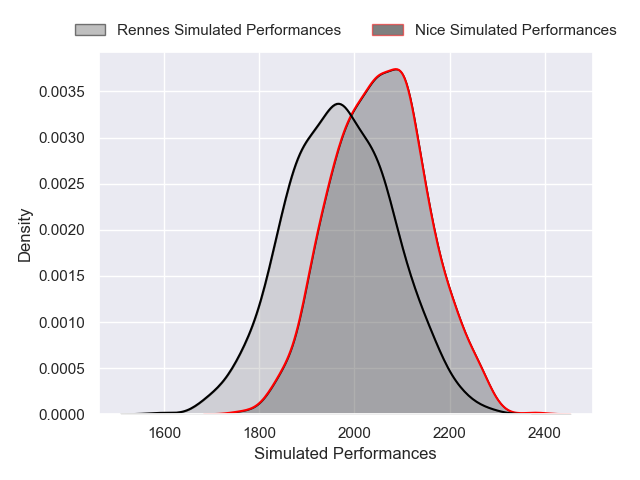 Rennes Simulated Performances Nice Simulated Performances
0.0035
0.0030
0.0025
0.0020
0.0015
0.0010
0.0005
0.0000
Density
1600 1800 2000 2200 2400
Simulated Performances